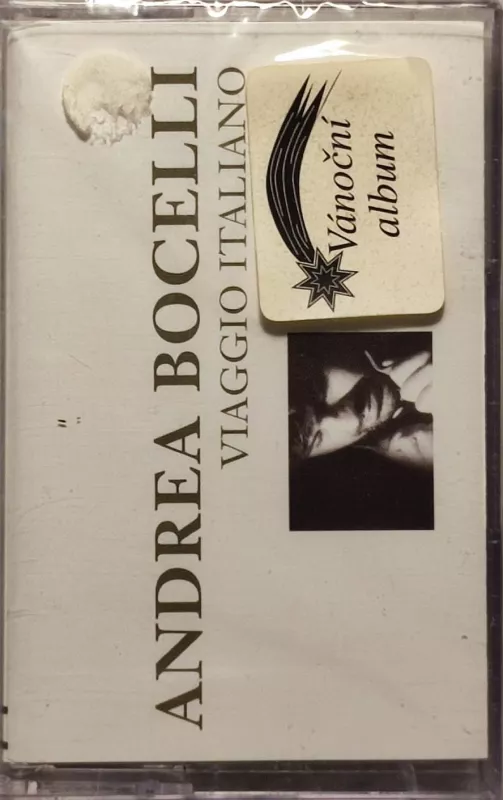 ANDREA BOCELLI
VIAGGIO ITALIANO
Vánoční
album